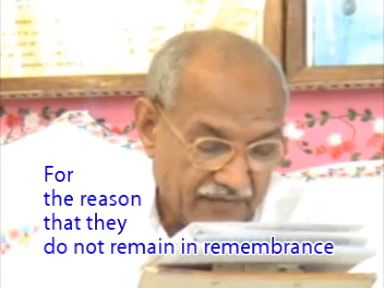 For
the reason
that they
do not remain in remembrance